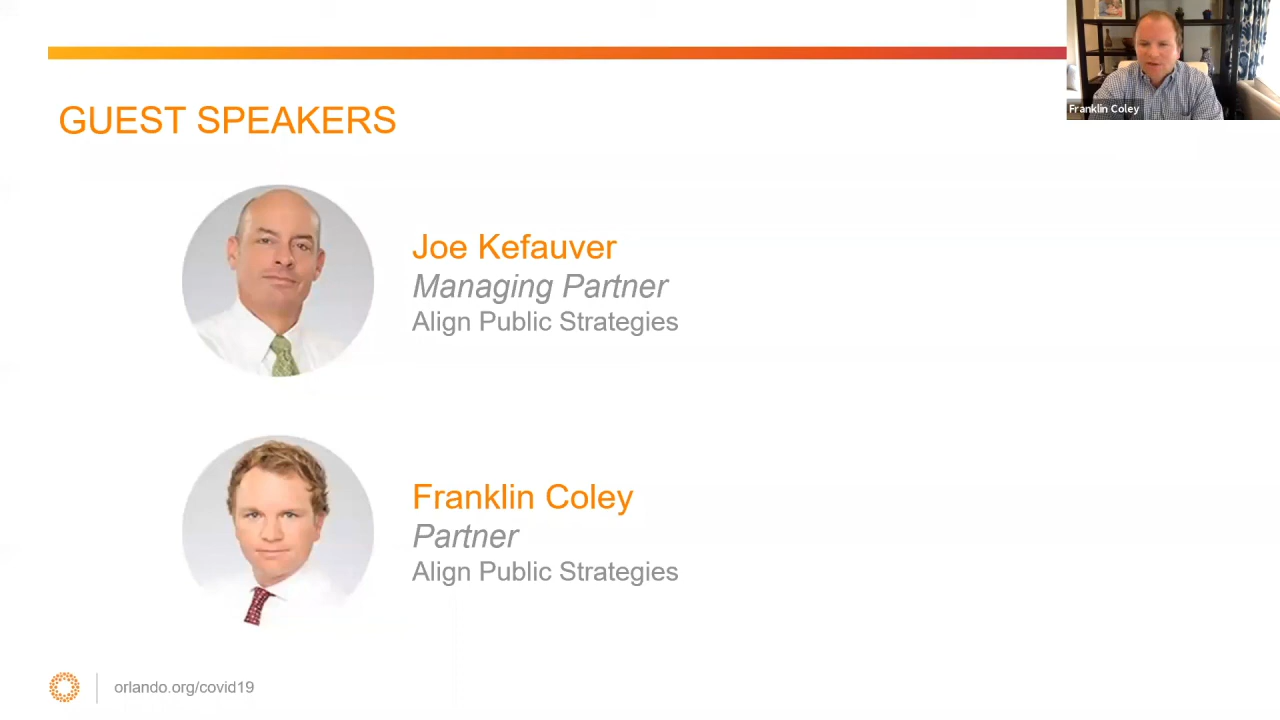 Franklin Coley
GUEST SPEAKERS
Joe Kefauver
Managing Partner
Align Public Strategies
Franklin Coley
Partner
Align Public Strategies
orlando.org/covid19